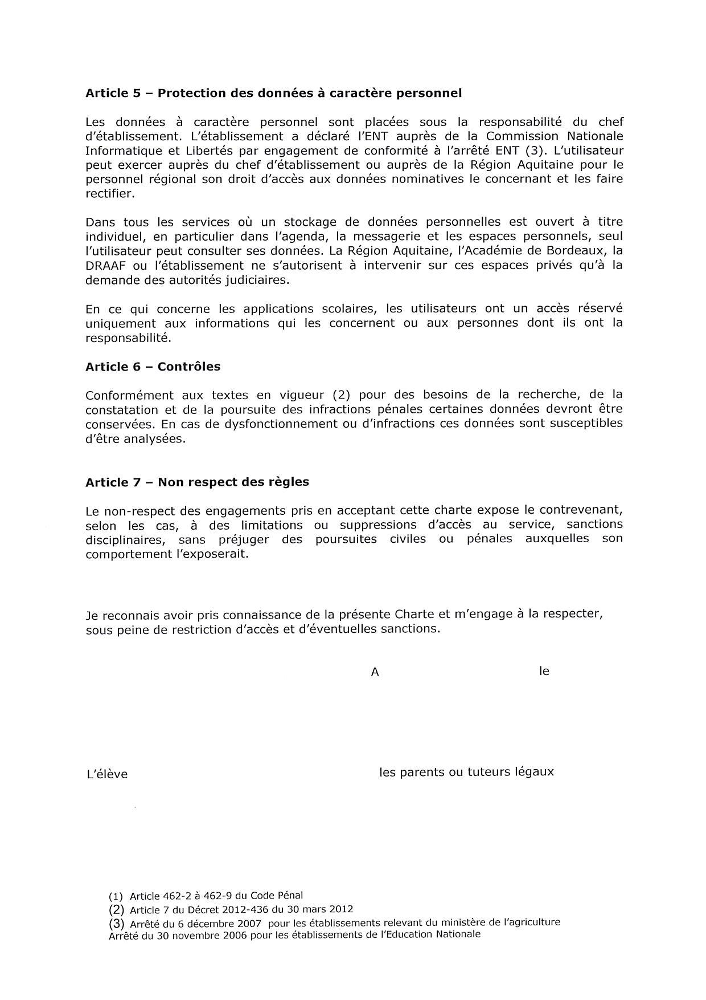 Article 5 – Protection des données à caractère personnel
Les données à caractère personnel sont placées sous la responsabilité du chef
d'établissement. L'établissement a déclaré l'ENT auprès de la Commission Nationale
Informatique et Libertés par engagement de conformité à l'arrêté ENT (3). L'utilisateur
peut exercer auprès du chef d'établissement ou auprès de la Région Aquitaine pour le
personnel régional son droit d'accès aux données nominatives le concernant et les faire
rectifier.
Dans tous les services où un stockage de données personnelles est ouvert à titre
individuel, en particulier dans l'agenda, la messagerie et les espaces personnels, seul
l'utilisateur peut consulter ses données. La Région Aquitaine, l'Académie de Bordeaux, la
DRAAF ou l'établissement ne s'autorisent à intervenir sur ces espaces privés qu'à la
demande des autorités judiciaires.
En ce qui concerne les applications scolaires, les utilisateurs ont un accès réservé
uniquement aux informations qui les concernent ou aux personnes dont ils ont la
responsabilité.
Article 6 – Contrôles
Conformément aux textes en vigueur (2) pour des besoins de la recherche, de la
constatation et de la poursuite des infractions pénales certaines données devront être
conservées. En cas de dysfonctionnement ou d'infractions ces données sont susceptibles
d'être analysées.
Article 7 – Non respect des règles
Le non-respect des engagements pris en acceptant cette charte expose le contrevenant,
selon les cas, à des limitations ou suppressions d'accès au service, sanctions
disciplinaires, sans préjuger des poursuites civiles ou pénales auxquelles son
comportement l'exposerait.
Je reconnais avoir pris connaissance de la présente Charte et m'engage à la respecter,
sous peine de restriction d'accès et d'éventuelles sanctions.
A le
L'élève les parents ou tuteurs légaux
(1) Article 462-2 à 462-9 du Code Pénal
(2) Article 7 du Décret 2012-436 du 30 mars 2012
(3) Arrêté du 6 décembre 2007 pour les établissements relevant du ministère de l'agriculture
Arrêté du 30 novembre 2006 pour les établissements de l'Education Nationale